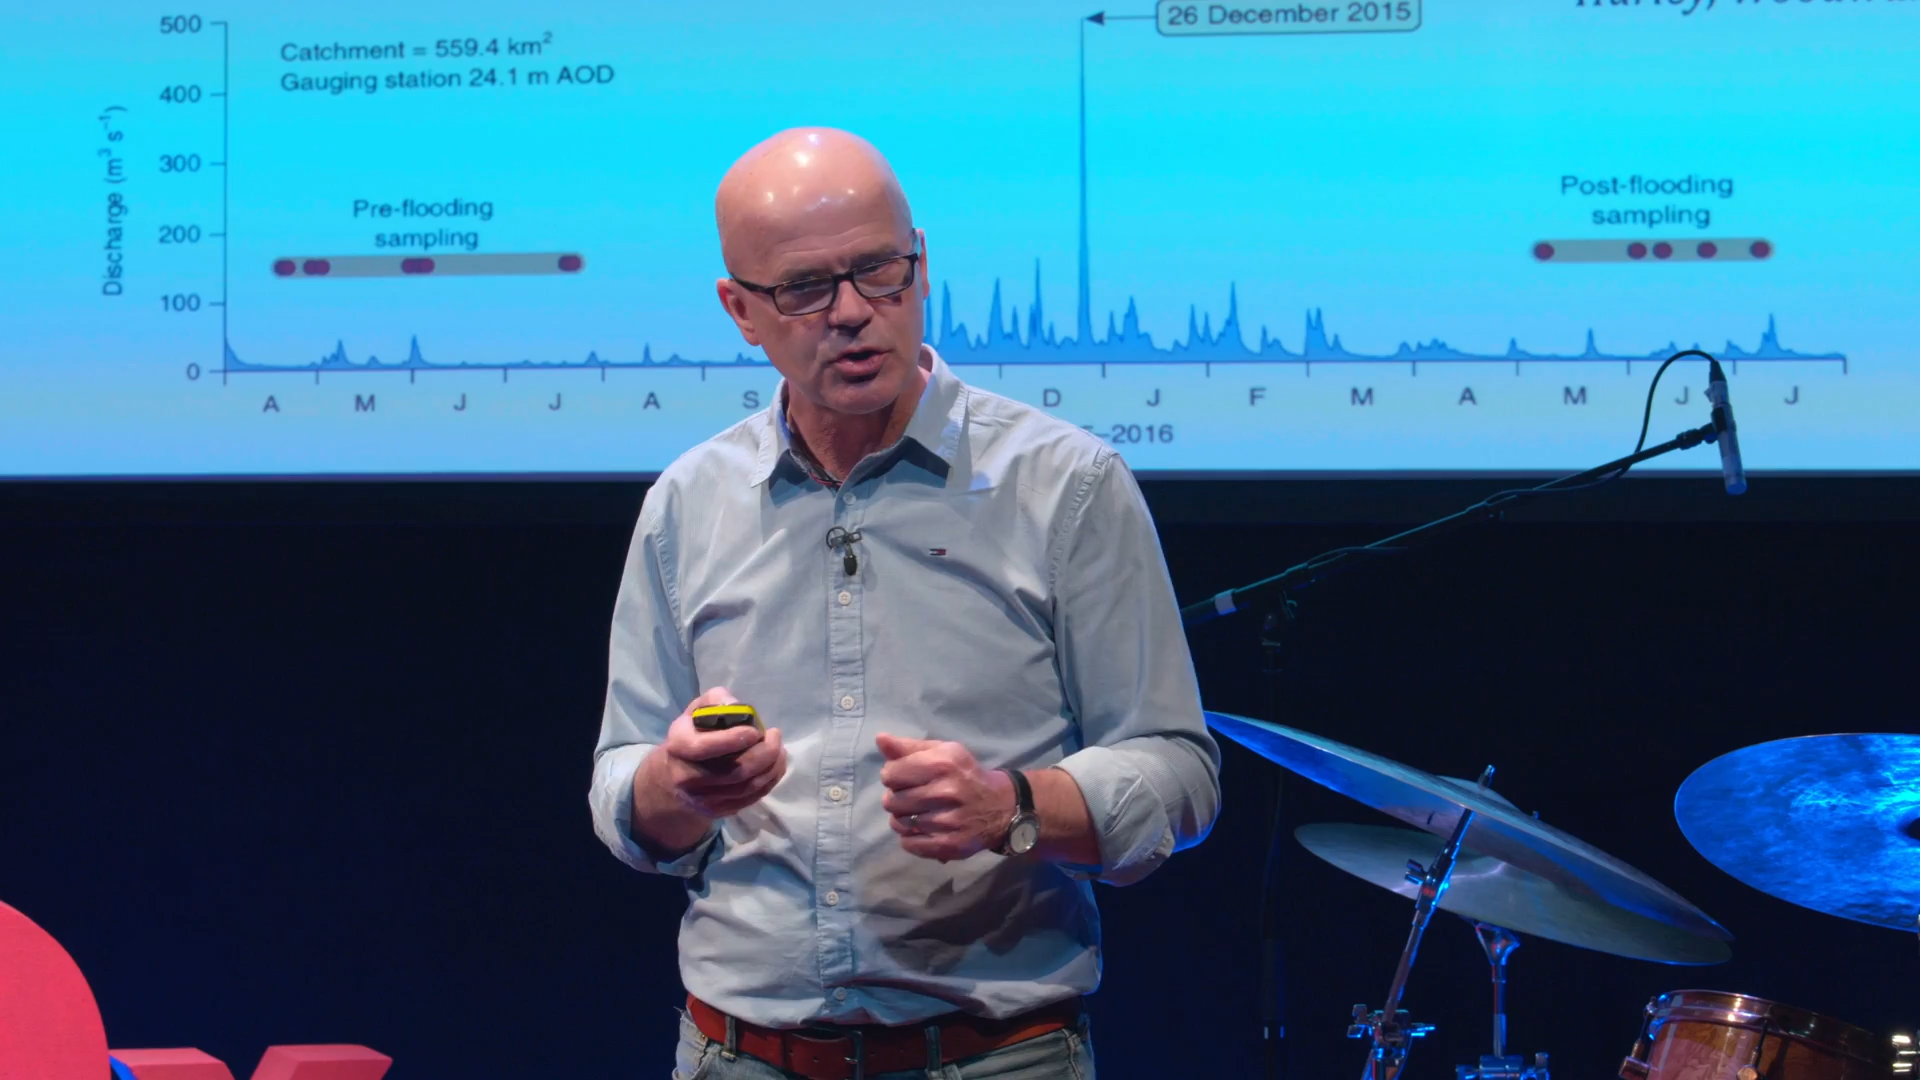 500
400
300
200
100
0
Discharge (m³ s⁻¹)
Catchment = 559.4 km²
Gauging station 24.1 m AOD
26 December 2015
Pre-flooding
sampling
Post-flooding
sampling
A M J J A S D J F M A M J J
–2016